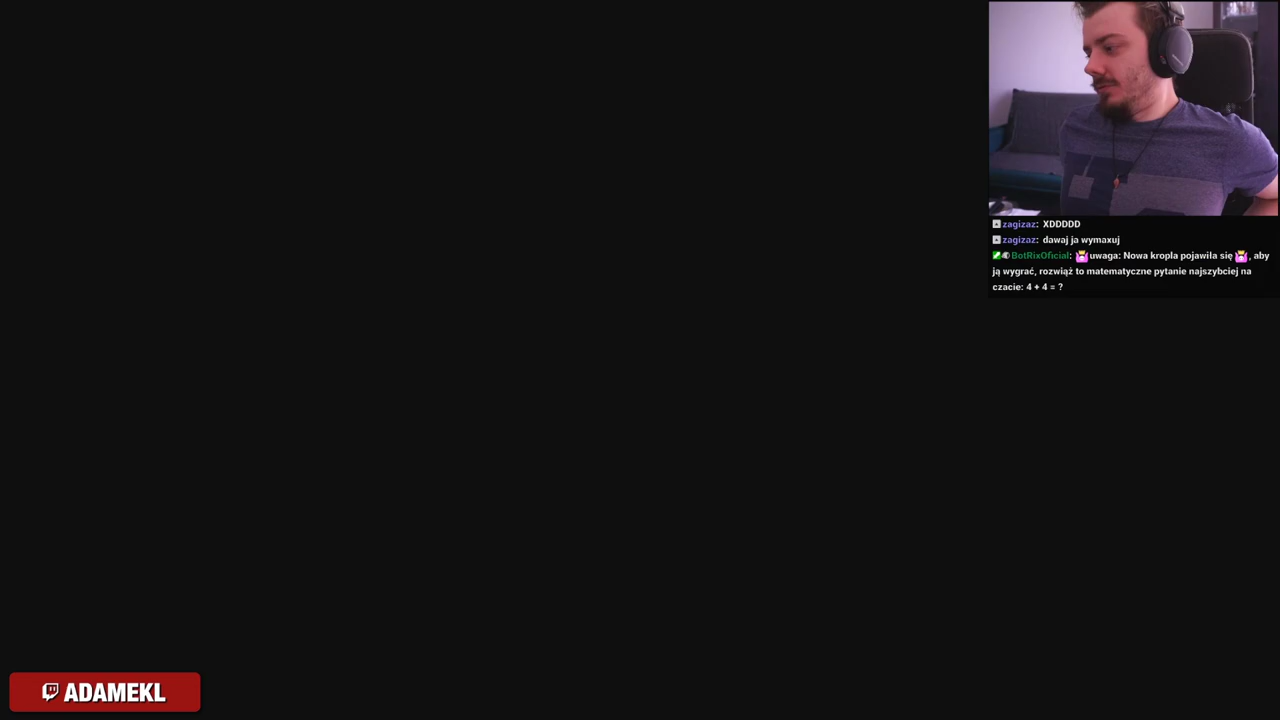 zagizaz: XDDDDD
zagizaz: dawaj ja wymaxuj
BotRixOficial: uwaga: Nowa kropla pojawiła się, aby
ją wygrać, rozwiąż to matematyczne pytanie najszybciej na
czacie: 4 + 4 = ?
ADAMEKL